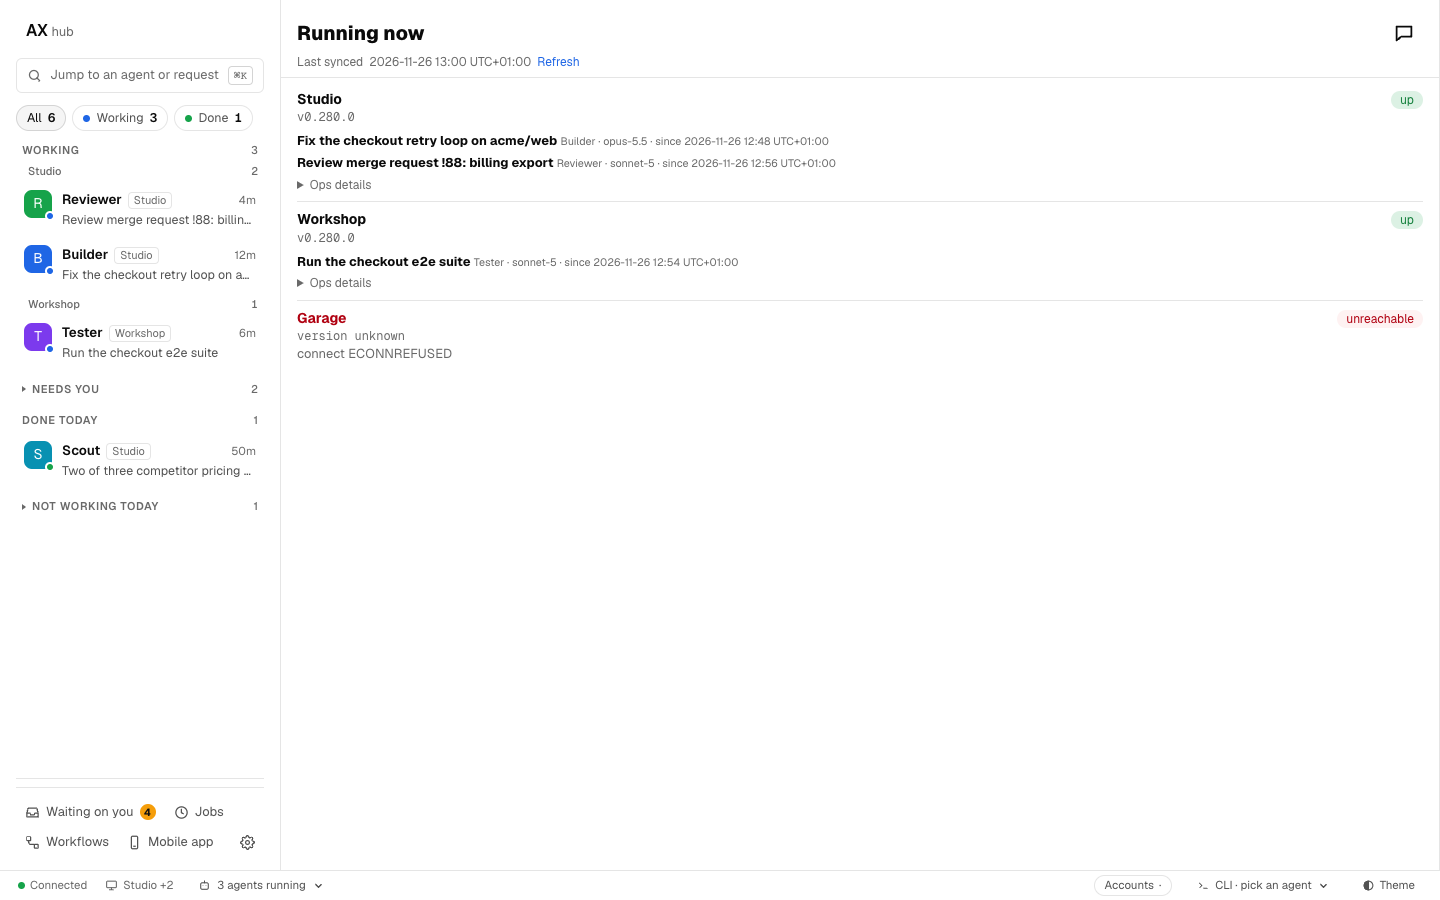 AX hub
Jump to an agent or request ⌘K
All 6 Working 3 Done 1
WORKING 3
Studio 2
R Reviewer Studio 4m
Review merge request !88: billin…
B Builder Studio 12m
Fix the checkout retry loop on a…
Workshop 1
T Tester Workshop 6m
Run the checkout e2e suite
NEEDS YOU 2
DONE TODAY 1
S Scout Studio 50m
Two of three competitor pricing …
NOT WORKING TODAY 1
Waiting on you 4 Jobs
Workflows Mobile app
Running now
Last synced 2026-11-26 13:00 UTC+01:00 Refresh
Studio up
v0.280.0
Fix the checkout retry loop on acme/web Builder · opus-5.5 · since 2026-11-26 12:48 UTC+01:00
Review merge request !88: billing export Reviewer · sonnet-5 · since 2026-11-26 12:56 UTC+01:00
Ops details
Workshop up
v0.280.0
Run the checkout e2e suite Tester · sonnet-5 · since 2026-11-26 12:54 UTC+01:00
Ops details
Garage unreachable
version unknown
connect ECONNREFUSED
Connected Studio +2 3 agents running Accounts · CLI · pick an agent Theme